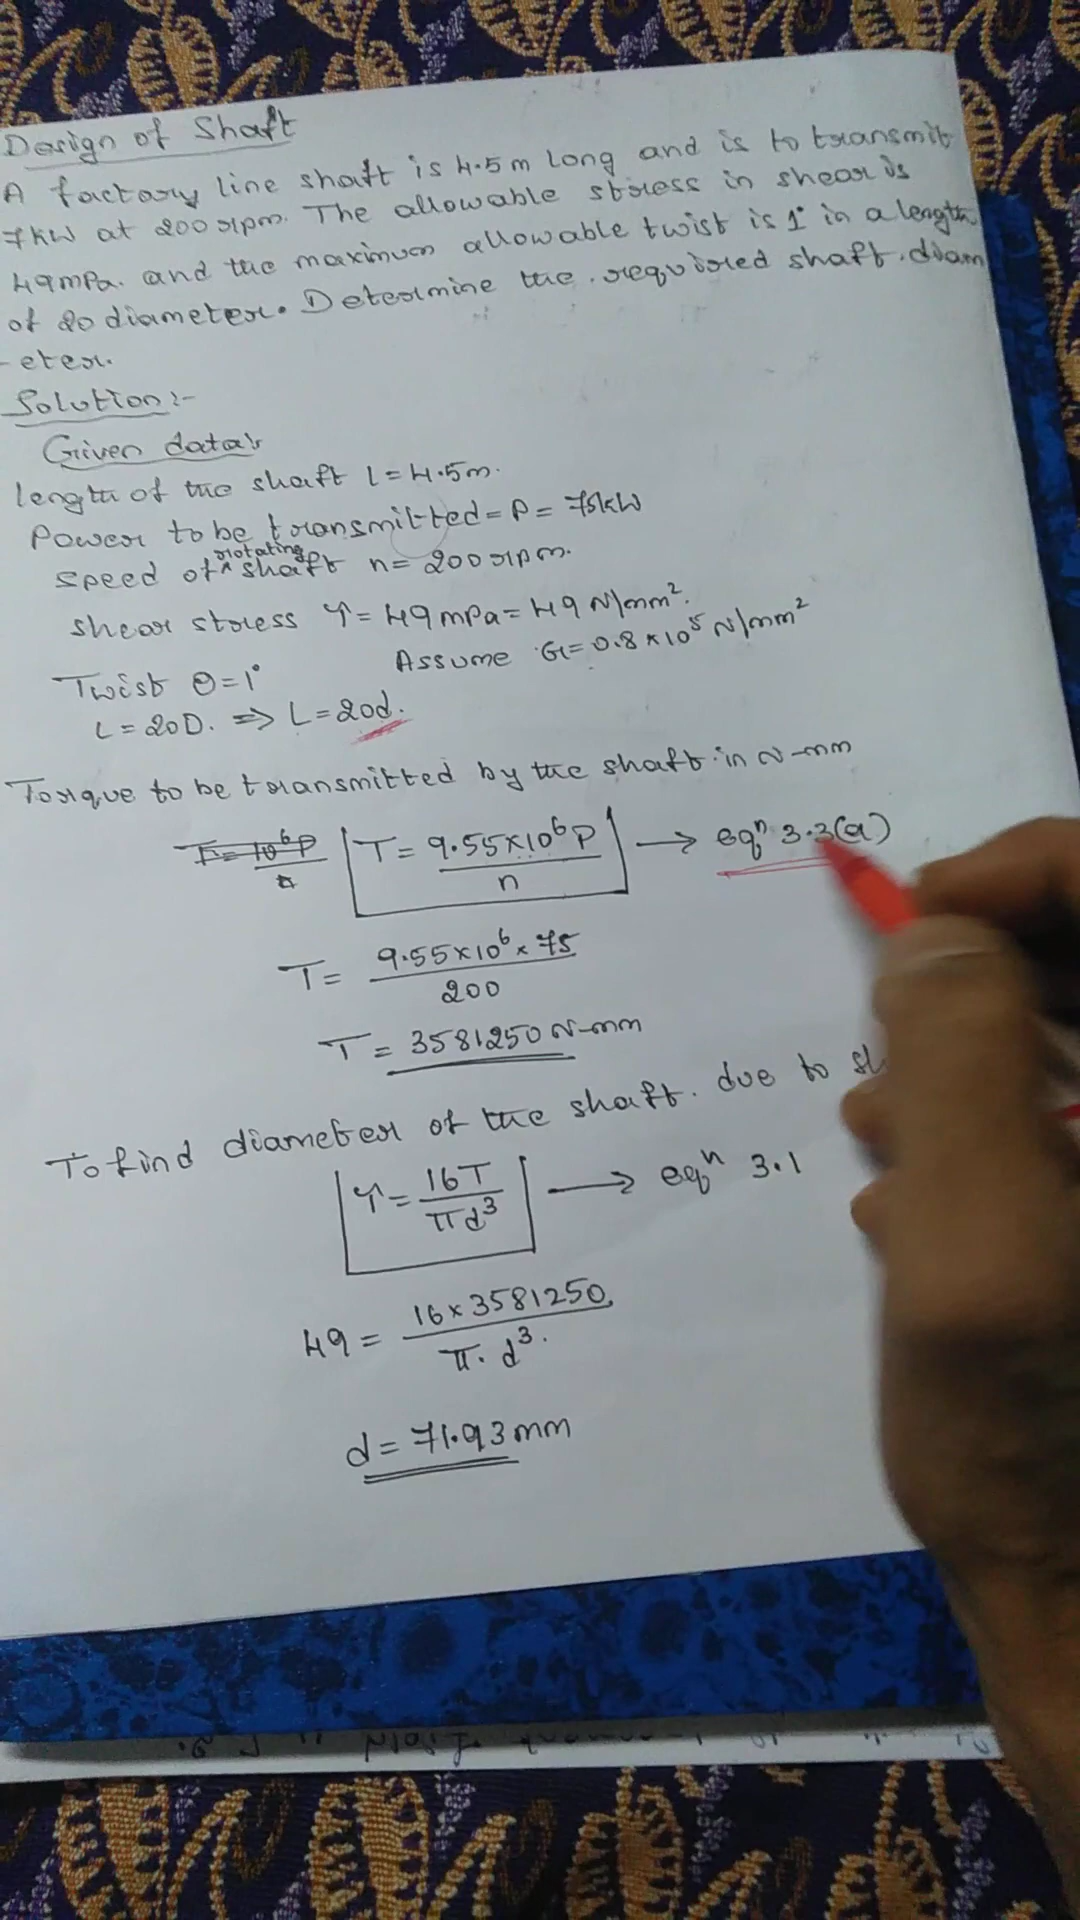 Design of Shaft
A factory line shaft is 4.5 m long and is to transmit
7kW at 200 rpm. The allowable stress in shear is
49 mPa. and the maximum allowable twist is 1° in a length
of 20 diameter. Determine the required shaft. diam
-eter.
Solution:-
Given data:
length of the shaft l = 4.5m.
Power to be transmitted = P = 75kW
rotating
speed of ^ shaft n = 200 rpm.
shear stress τ = 49 mPa = 49 N/mm².
Twist θ = 1° Assume G = 0.8 × 10⁵ N/mm²
L = 20D. => L = 20d.
Torque to be transmitted by the shaft in N-mm
T = 9.55×10⁶ P / n → eqⁿ 3.3(a)
T = 9.55×10⁶ × 75 / 200
T = 3581250 N-mm
To find diameter of the shaft. due to
τ = 16T / πd³ → eqⁿ 3.1
49 = 16 × 3581250 / π. d³.
d = 71.93 mm